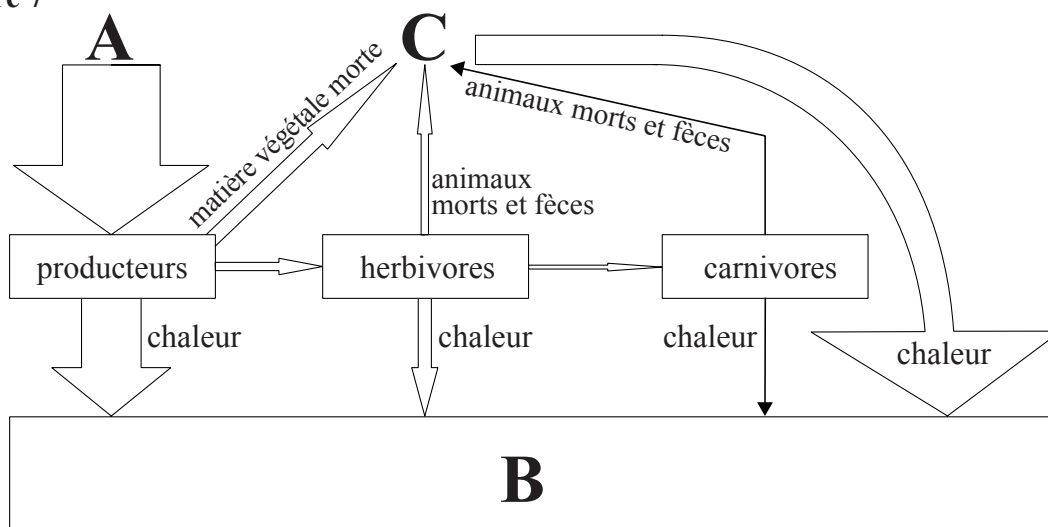 A
C
matière végétale morte
animaux morts et fèces
animaux
morts et fèces
producteurs
herbivores
carnivores
chaleur
chaleur
chaleur
chaleur
B